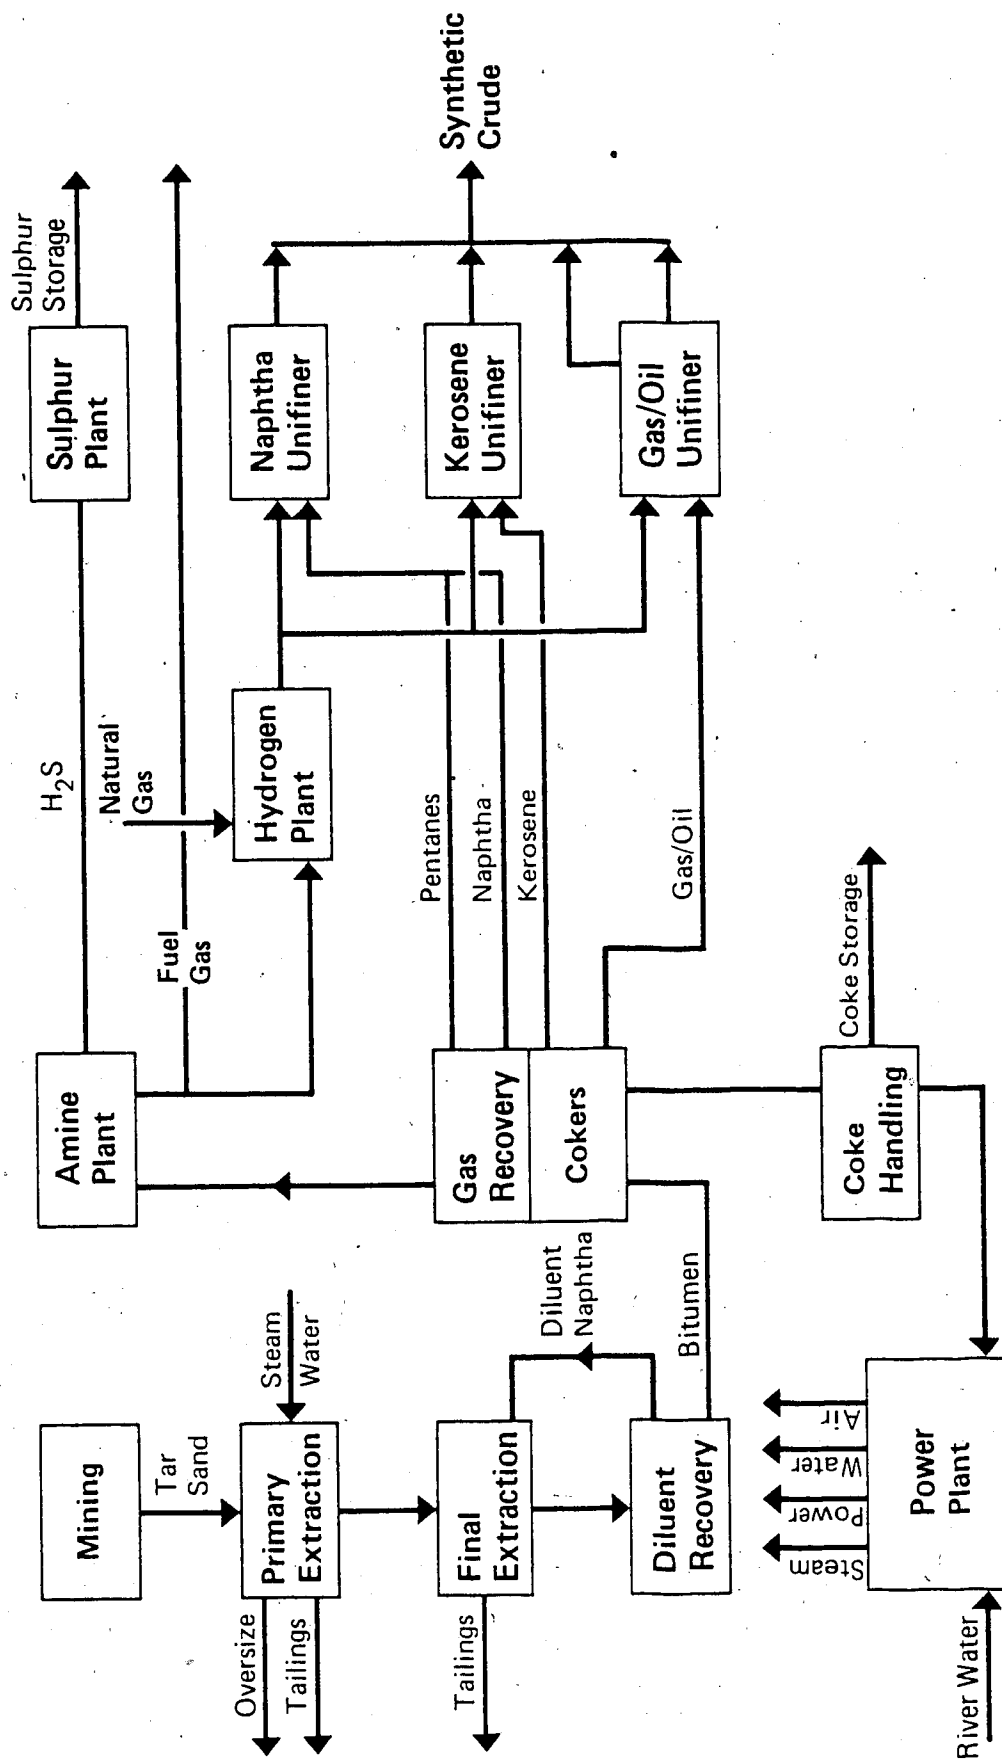 Mining
Tar
Sand
Primary
Extraction
Steam
Water
Oversize
Tailings
Final
Extraction
Tailings
Diluent
Naphtha
Diluent
Recovery
Bitumen
Steam
Power
Water
Air
Power
Plant
River Water
Amine
Plant
H₂S
Fuel
Gas
Natural
Gas
Hydrogen
Plant
Gas
Recovery
Cokers
Pentanes
Naphtha
Kerosene
Gas/Oil
Coke
Handling
Coke Storage
Sulphur
Plant
Sulphur
Storage
Naphtha
Unifiner
Kerosene
Unifiner
Gas/Oil
Unifiner
Synthetic
Crude